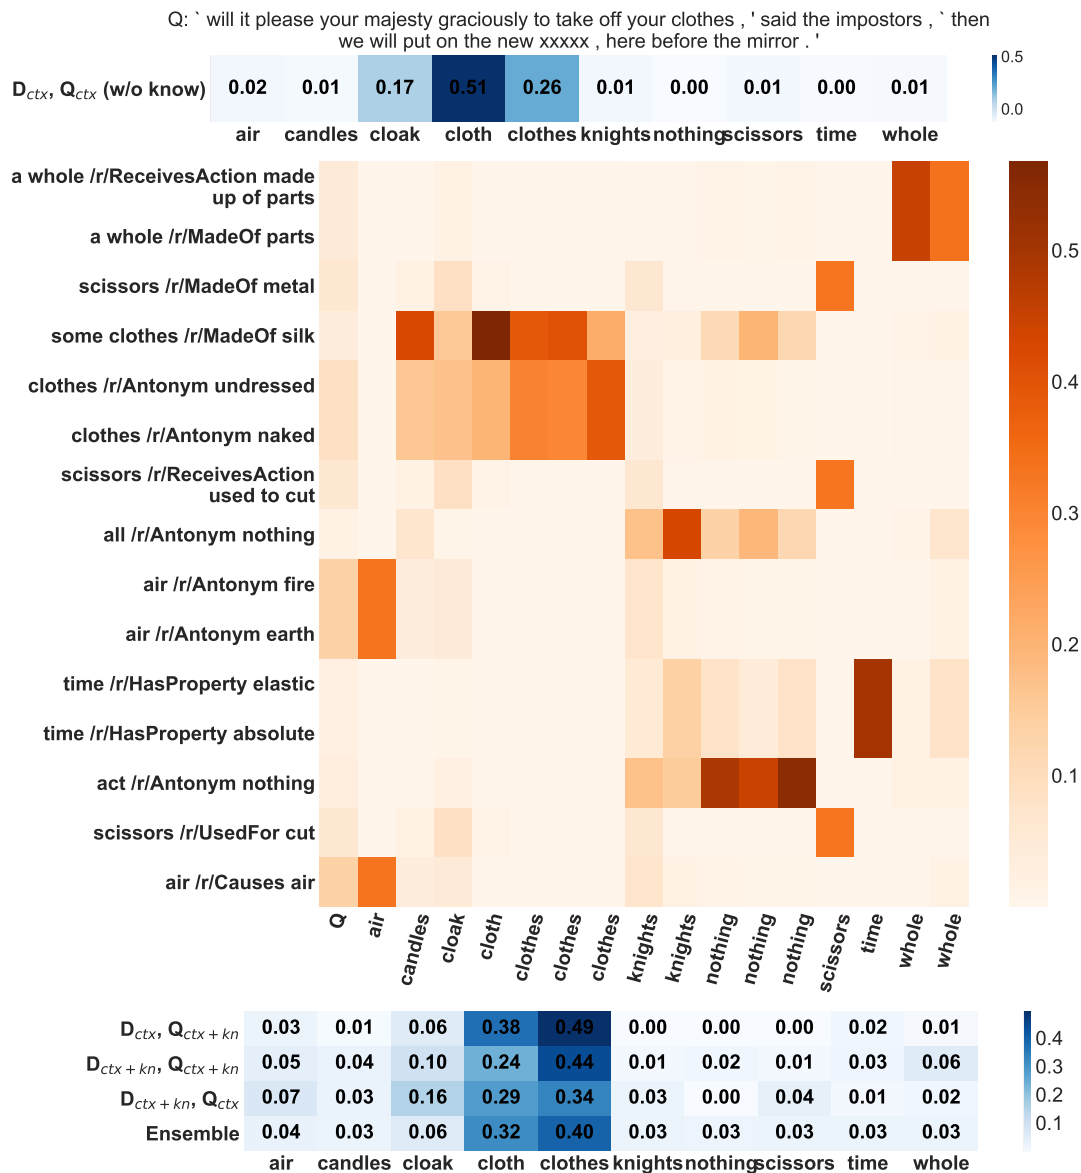 Q: ` will it please your majesty graciously to take off your clothes , ' said the impostors , ` then
we will put on the new xxxxx , here before the mirror . '
D_ctx, Q_ctx (w/o know) 0.02 0.01 0.17 0.51 0.26 0.01 0.00 0.01 0.00 0.01
0.5
0.0
air candles cloak cloth clothes knights nothing scissors time whole
a whole /r/ReceivesAction made
up of parts
a whole /r/MadeOf parts
scissors /r/MadeOf metal
some clothes /r/MadeOf silk
clothes /r/Antonym undressed
clothes /r/Antonym naked
scissors /r/ReceivesAction
used to cut
all /r/Antonym nothing
air /r/Antonym fire
air /r/Antonym earth
time /r/HasProperty elastic
time /r/HasProperty absolute
act /r/Antonym nothing
scissors /r/UsedFor cut
air /r/Causes air
0.5
0.4
0.3
0.2
0.1
Q air candles cloak cloth clothes clothes clothes knights knights nothing nothing nothing scissors time whole whole
D_ctx, Q_ctx + kn 0.03 0.01 0.06 0.38 0.49 0.00 0.00 0.00 0.02 0.01
D_ctx + kn, Q_ctx + kn 0.05 0.04 0.10 0.24 0.44 0.01 0.02 0.01 0.03 0.06
D_ctx + kn, Q_ctx 0.07 0.03 0.16 0.29 0.34 0.03 0.00 0.04 0.01 0.02
Ensemble 0.04 0.03 0.06 0.32 0.40 0.03 0.03 0.03 0.03 0.03
0.4
0.3
0.2
0.1
air candles cloak cloth clothes knights nothing scissors time whole